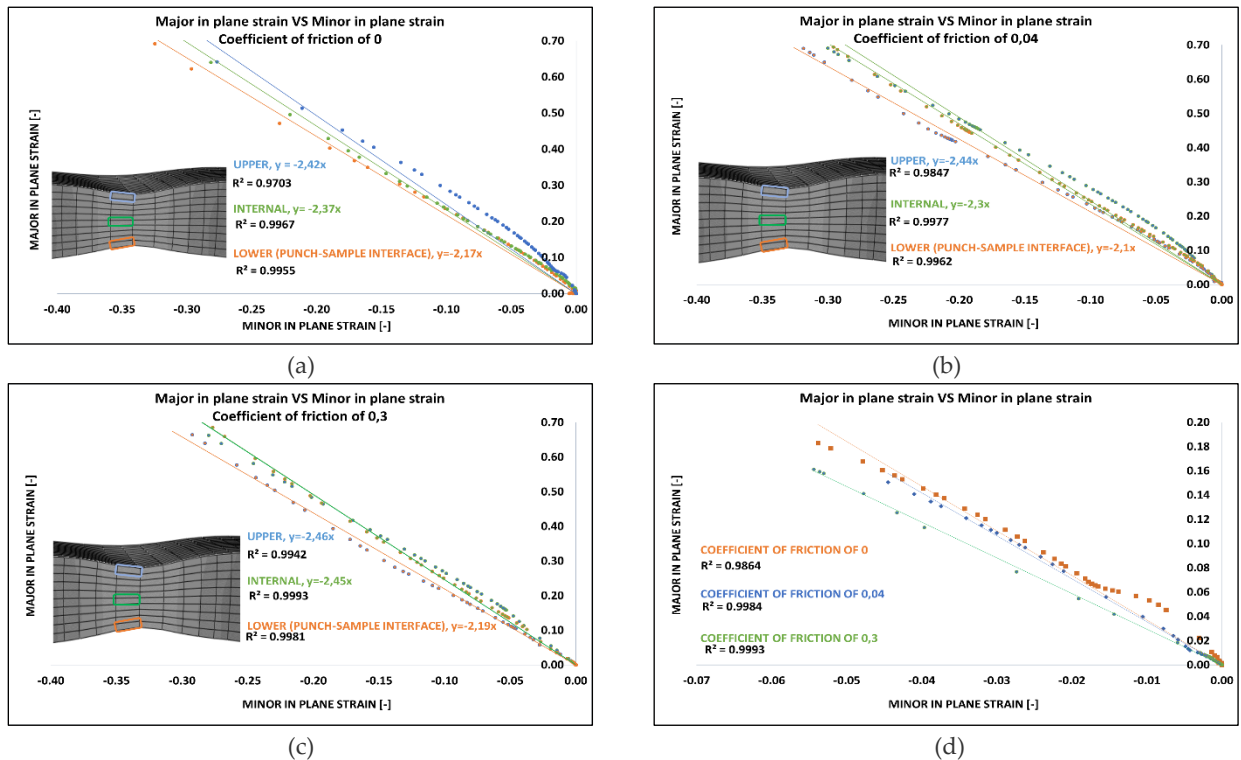 Major in plane strain VS Minor in plane strain
Coefficient of friction of 0
MAJOR IN PLANE STRAIN [-]
0.70
0.60
0.50
0.40
0.30
0.20
0.10
0.00
UPPER, y = -2,42x
R² = 0.9703
INTERNAL, y= -2,37x
R² = 0.9967
LOWER (PUNCH-SAMPLE INTERFACE), y=-2,17x
R² = 0.9955
-0.40 -0.35 -0.30 -0.25 -0.20 -0.15 -0.10 -0.05 0.00
MINOR IN PLANE STRAIN [-]
(a)
Major in plane strain VS Minor in plane strain
Coefficient of friction of 0,04
MAJOR IN PLANE STRAIN [-]
0.70
0.60
0.50
0.40
0.30
0.20
0.10
0.00
UPPER, y=-2,44x
R² = 0.9847
INTERNAL, y=-2,3x
R² = 0.9977
LOWER (PUNCH-SAMPLE INTERFACE), y=-2,1x
R² = 0.9962
-0.40 -0.35 -0.30 -0.25 -0.20 -0.15 -0.10 -0.05 0.00
MINOR IN PLANE STRAIN [-]
(b)
Major in plane strain VS Minor in plane strain
Coefficient of friction of 0,3
MAJOR IN PLANE STRAIN [-]
0.70
0.60
0.50
0.40
0.30
0.20
0.10
0.00
UPPER, y=-2,46x
R² = 0.9942
INTERNAL, y=-2,45x
R² = 0.9993
LOWER (PUNCH-SAMPLE INTERFACE), y=-2,19x
R² = 0.9981
-0.40 -0.35 -0.30 -0.25 -0.20 -0.15 -0.10 -0.05 0.00
MINOR IN PLANE STRAIN [-]
(c)
Major in plane strain VS Minor in plane strain
MAJOR IN PLANE STRAIN [-]
0.20
0.18
0.16
0.14
0.12
0.10
0.08
0.06
0.04
0.02
0.00
COEFFICIENT OF FRICTION OF 0
R² = 0.9864
COEFFICIENT OF FRICTION OF 0,04
R² = 0.9984
COEFFICIENT OF FRICTION OF 0,3
R² = 0.9993
-0.07 -0.06 -0.05 -0.04 -0.03 -0.02 -0.01 0.00
MINOR IN PLANE STRAIN [-]
(d)